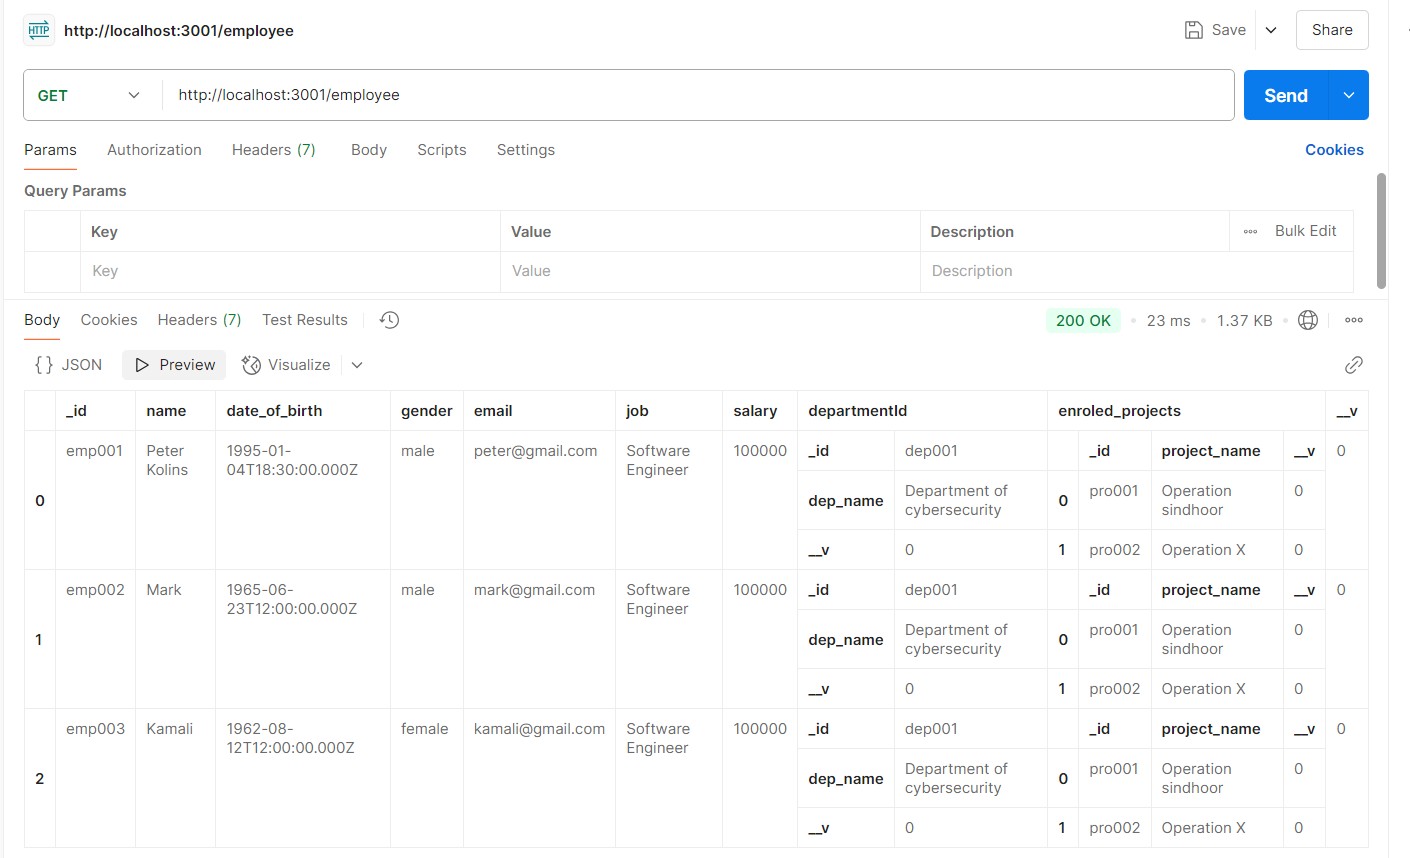 HTTP http://localhost:3001/employee Save Share
GET http://localhost:3001/employee Send
Params Authorization Headers (7) Body Scripts Settings Cookies
Query Params
Key Value Description Bulk Edit
Key Value Description
Body Cookies Headers (7) Test Results 200 OK 23 ms 1.37 KB
{} JSON Preview Visualize
_id name date_of_birth gender email job salary departmentId enroled_projects __v
0
emp001
Peter
Kolins
1995-01-
04T18:30:00.000Z
male
peter@gmail.com
Software
Engineer
100000
_id dep001
dep_name
Department of
cybersecurity
__v 0
_id project_name __v
0 pro001
Operation
sindhoor
0
1 pro002 Operation X 0
0
1
emp002
Mark
1965-06-
23T12:00:00.000Z
male
mark@gmail.com
Software
Engineer
100000
_id dep001
dep_name
Department of
cybersecurity
__v 0
_id project_name __v
0 pro001
Operation
sindhoor
0
1 pro002 Operation X 0
0
2
emp003
Kamali
1962-08-
12T12:00:00.000Z
female
kamali@gmail.com
Software
Engineer
100000
_id dep001
dep_name
Department of
cybersecurity
__v 0
_id project_name __v
0 pro001
Operation
sindhoor
0
1 pro002 Operation X 0
0